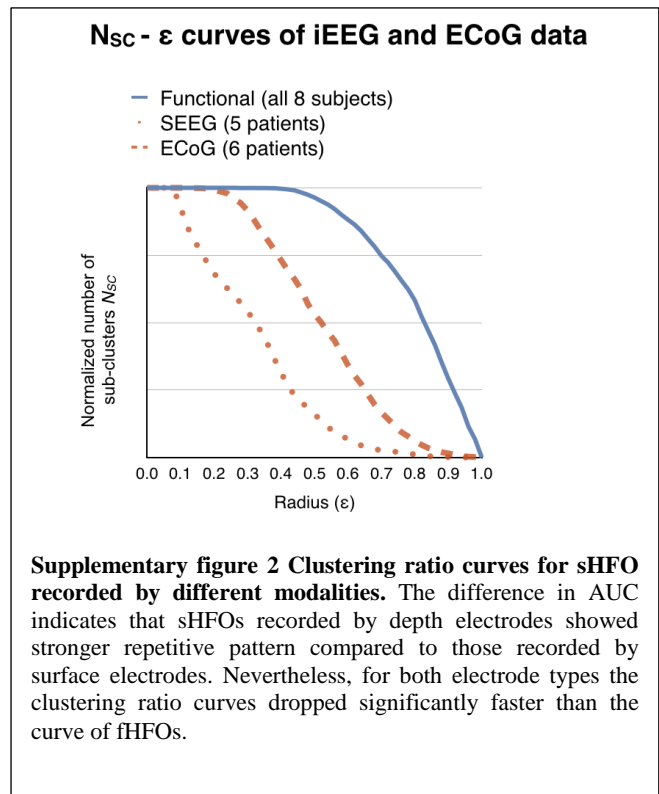 N_SC - ε curves of iEEG and ECoG data
Functional (all 8 subjects)
SEEG (5 patients)
ECoG (6 patients)
Normalized number of
sub-clusters N_SC
0.0 0.1 0.2 0.3 0.4 0.5 0.6 0.7 0.8 0.9 1.0
Radius (ε)
Supplementary figure 2 Clustering ratio curves for sHFO
recorded by different modalities. The difference in AUC
indicates that sHFOs recorded by depth electrodes showed
stronger repetitive pattern compared to those recorded by
surface electrodes. Nevertheless, for both electrode types the
clustering ratio curves dropped significantly faster than the
curve of fHFOs.